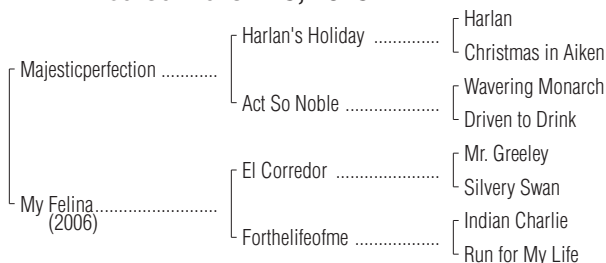 Harlan
Harlan's Holiday .............
Christmas in Aiken
Majesticperfection ............
Wavering Monarch
Act So Noble .....................
Driven to Drink
Mr. Greeley
El Corredor .......................
Silvery Swan
My Felina...........................
(2006)
Indian Charlie
Forthelifeofme ...................
Run for My Life